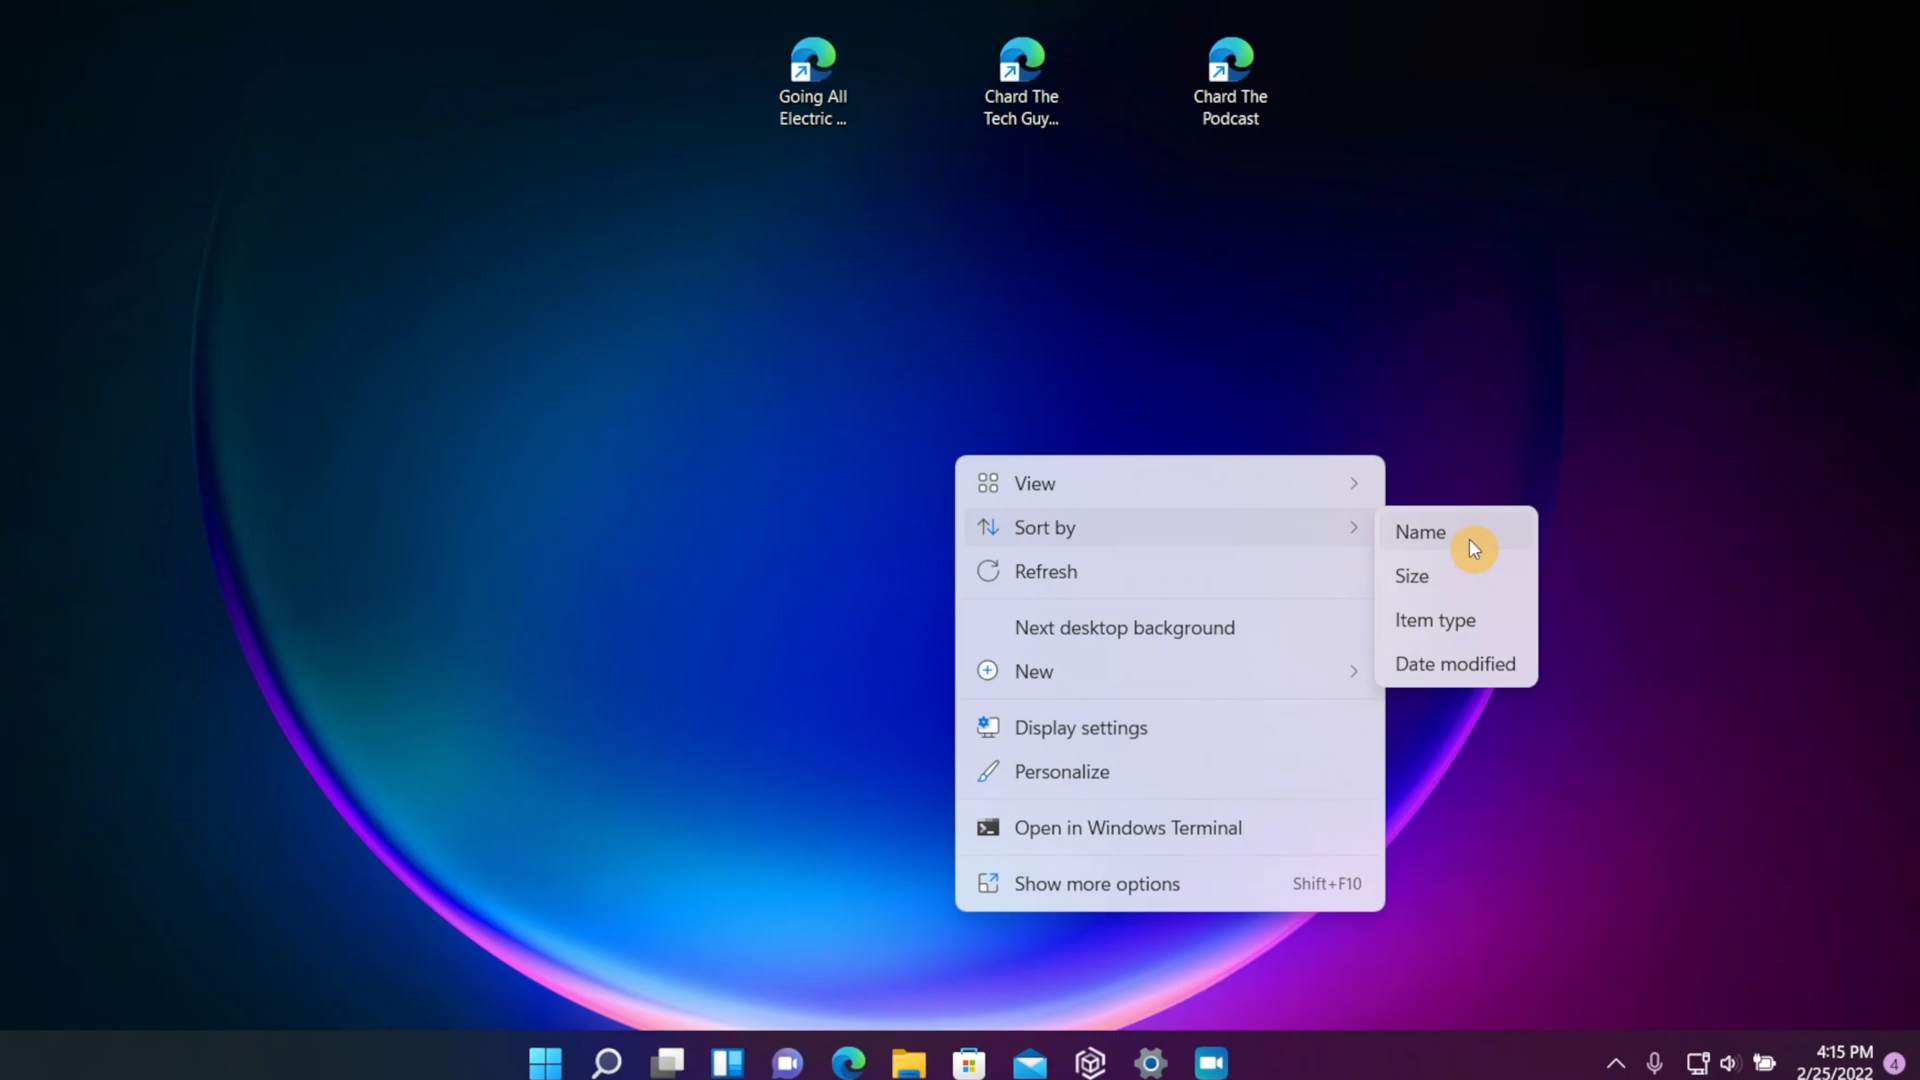 Going All
Electric ...
Chard The
Tech Guy...
Chard The
Podcast
View
Sort by
Refresh
Next desktop background
New
Display settings
Personalize
Open in Windows Terminal
Show more options Shift+F10
Name
Size
Item type
Date modified
4:15 PM
2/25/2022
4